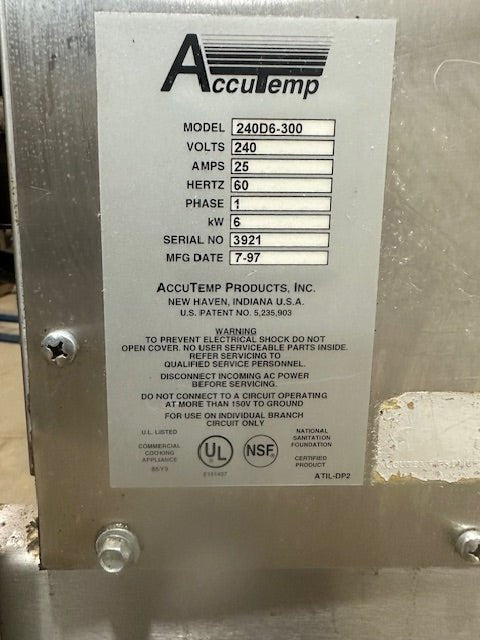 AccuTemp
MODEL 240D6-300
VOLTS 240
AMPS 25
HERTZ 60
PHASE 1
kW 6
SERIAL NO 3921
MFG DATE 7-97
AccuTemp Products, Inc.
NEW HAVEN, INDIANA U.S.A.
U.S. PATENT NO. 5,235,903
WARNING
TO PREVENT ELECTRICAL SHOCK DO NOT
OPEN COVER. NO USER SERVICEABLE PARTS INSIDE.
REFER SERVICING TO
QUALIFIED SERVICE PERSONNEL.
DISCONNECT INCOMING AC POWER
BEFORE SERVICING.
DO NOT CONNECT TO A CIRCUIT OPERATING
AT MORE THAN 150V TO GROUND
FOR USE ON INDIVIDUAL BRANCH
CIRCUIT ONLY
U.L. LISTED
COMMERCIAL
COOKING
APPLIANCE
UL
NSF
NATIONAL
SANITATION
FOUNDATION
CERTIFIED
PRODUCT
ATIL-DP2